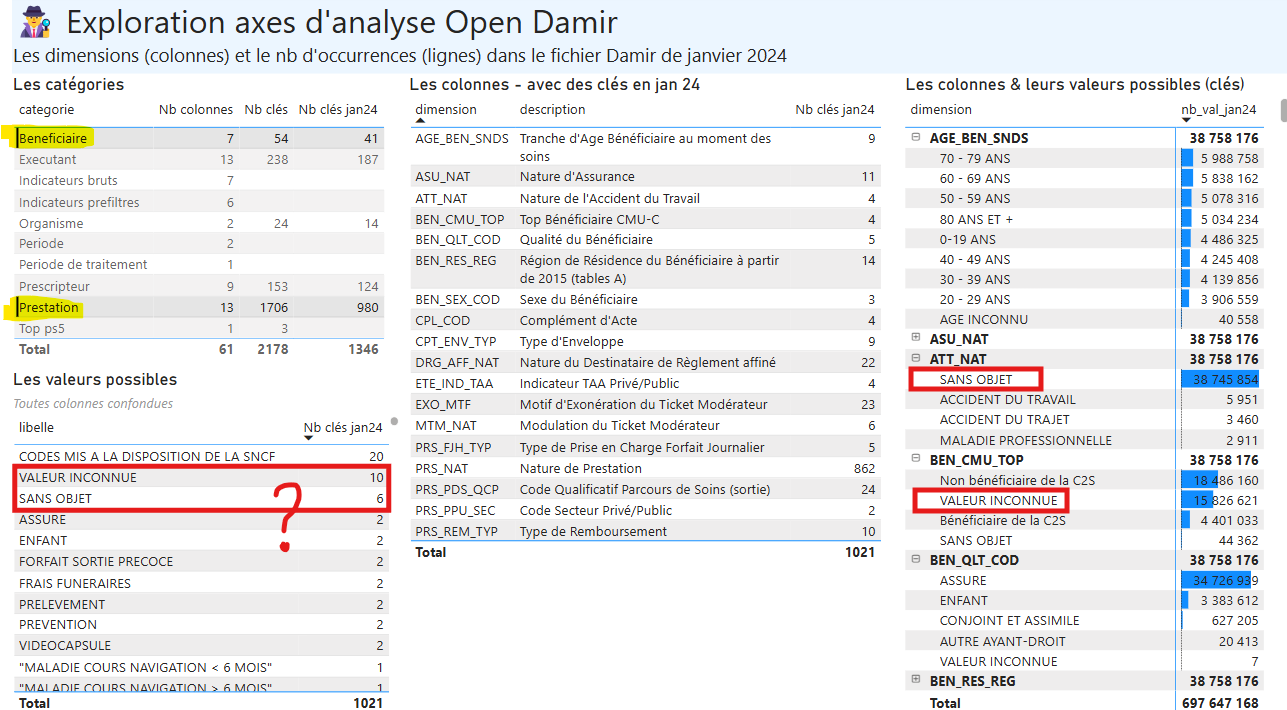 Exploration axes d'analyse Open Damir
Les dimensions (colonnes) et le nb d'occurrences (lignes) dans le fichier Damir de janvier 2024
Les catégories
categorie Nb colonnes Nb clés Nb clés jan24
Beneficiaire 7 54 41
Executant 13 238 187
Indicateurs bruts 7
Indicateurs prefiltres 6
Organisme 2 24 14
Periode 2
Periode de traitement 1
Prescripteur 9 153 124
Prestation 13 1706 980
Top ps5 1 3
Total 61 2178 1346
Les valeurs possibles
Toutes colonnes confondues
libelle Nb clés jan24
CODES MIS A LA DISPOSITION DE LA SNCF 20
VALEUR INCONNUE 10
SANS OBJET 6
?
ASSURE 2
ENFANT 2
FORFAIT SORTIE PRECOCE 2
FRAIS FUNERAIRES 2
PRELEVEMENT 2
PREVENTION 2
VIDEOCAPSULE 2
"MALADIE COURS NAVIGATION < 6 MOIS" 1
"MALADIE COURS NAVIGATION > 6 MOIS" 1
Total 1021
Les colonnes - avec des clés en jan 24
dimension description Nb clés jan24
AGE_BEN_SNDS Tranche d'Age Bénéficiaire au moment des 9
soins
ASU_NAT Nature d'Assurance 11
ATT_NAT Nature de l'Accident du Travail 4
BEN_CMU_TOP Top Bénéficiaire CMU-C 4
BEN_QLT_COD Qualité du Bénéficiaire 5
BEN_RES_REG Région de Résidence du Bénéficiaire à partir 14
de 2015 (tables A)
BEN_SEX_COD Sexe du Bénéficiaire 3
CPL_COD Complément d'Acte 4
CPT_ENV_TYP Type d'Enveloppe 9
DRG_AFF_NAT Nature du Destinataire de Règlement affiné 22
ETE_IND_TAA Indicateur TAA Privé/Public 4
EXO_MTF Motif d'Exonération du Ticket Modérateur 23
MTM_NAT Modulation du Ticket Modérateur 6
PRS_FJH_TYP Type de Prise en Charge Forfait Journalier 5
PRS_NAT Nature de Prestation 862
PRS_PDS_QCP Code Qualificatif Parcours de Soins (sortie) 24
PRS_PPU_SEC Code Secteur Privé/Public 2
PRS_REM_TYP Type de Remboursement 10
Total 1021
Les colonnes & leurs valeurs possibles (clés)
dimension nb_val_jan24
AGE_BEN_SNDS 38 758 176
70 - 79 ANS 5 988 758
60 - 69 ANS 5 838 162
50 - 59 ANS 5 078 316
80 ANS ET + 5 034 234
0-19 ANS 4 486 325
40 - 49 ANS 4 245 408
30 - 39 ANS 4 139 856
20 - 29 ANS 3 906 559
AGE INCONNU 40 558
ASU_NAT 38 758 176
ATT_NAT 38 758 176
SANS OBJET 38 745 854
ACCIDENT DU TRAVAIL 5 951
ACCIDENT DU TRAJET 3 460
MALADIE PROFESSIONNELLE 2 911
BEN_CMU_TOP 38 758 176
Non bénéficiaire de la C2S 18 486 160
VALEUR INCONNUE 15 826 621
Bénéficiaire de la C2S 4 401 033
SANS OBJET 44 362
BEN_QLT_COD 38 758 176
ASSURE 34 726 939
ENFANT 3 383 612
CONJOINT ET ASSIMILE 627 205
AUTRE AYANT-DROIT 20 413
VALEUR INCONNUE 7
BEN_RES_REG 38 758 176
Total 697 647 168